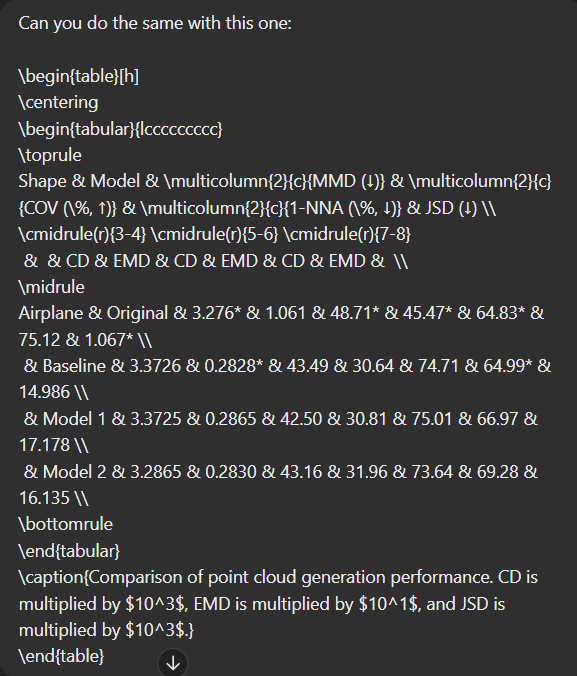 Can you do the same with this one:
\begin{table}[h]
\centering
\begin{tabular}{lccccccccc}
\toprule
Shape & Model & \multicolumn{2}{c}{MMD (↓)} & \multicolumn{2}{c}
{COV (\%, ↑)} & \multicolumn{2}{c}{1-NNA (\%, ↓)} & JSD (↓) \\
\cmidrule(r){3-4} \cmidrule(r){5-6} \cmidrule(r){7-8}
& & CD & EMD & CD & EMD & CD & EMD & \\
\midrule
Airplane & Original & 3.276* & 1.061 & 48.71* & 45.47* & 64.83* &
75.12 & 1.067* \\
& Baseline & 3.3726 & 0.2828* & 43.49 & 30.64 & 74.71 & 64.99* &
14.986 \\
& Model 1 & 3.3725 & 0.2865 & 42.50 & 30.81 & 75.01 & 66.97 &
17.178 \\
& Model 2 & 3.2865 & 0.2830 & 43.16 & 31.96 & 73.64 & 69.28 &
16.135 \\
\bottomrule
\end{tabular}
\caption{Comparison of point cloud generation performance. CD is
multiplied by $10^3$, EMD is multiplied by $10^1$, and JSD is
multiplied by $10^3$.}
\end{table}